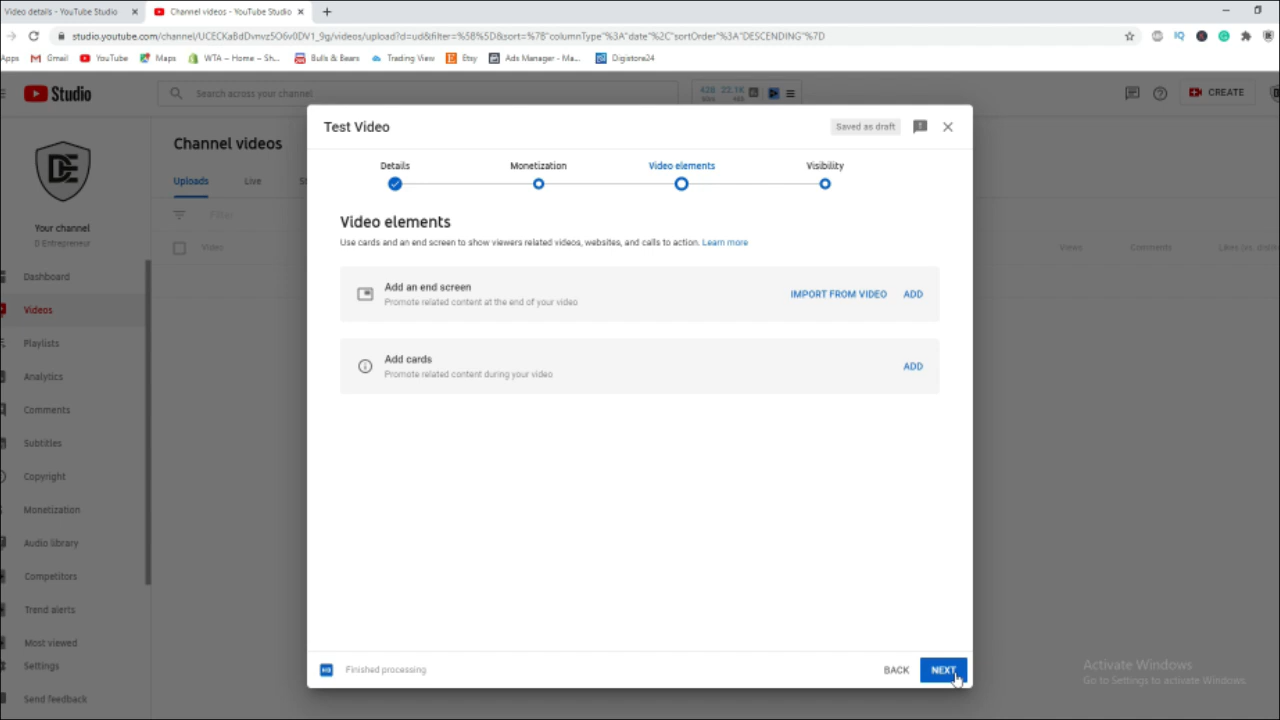 Video details - YouTube Studio
Channel videos - YouTube Studio
studio.youtube.com/channel/UCECKaBdDvnvz5O6v0DV1_9g/videos/upload?d=ud&filter=%5B%5D&sort=%7B"columnType"%3A"date"%2C"sortOrder"%3A"DESCENDING"%7D
Apps
Gmail
YouTube
Maps
WTA – Home – Sh...
Bulls & Bears
Trading View
Etsy
Ads Manager - Ma...
Digistore24
Studio
Search across your channel
CREATE
Test Video
Saved as draft
Details
Monetization
Video elements
Visibility
Video elements
Use cards and an end screen to show viewers related videos, websites, and calls to action. Learn more
Add an end screen
Promote related content at the end of your video
IMPORT FROM VIDEO
ADD
Add cards
Promote related content during your video
ADD
Finished processing
BACK
NEXT
Channel videos
Uploads
Live
Filter
Video
Views
Comments
DE
Your channel
D Entrepreneur
Dashboard
Videos
Playlists
Analytics
Comments
Subtitles
Copyright
Monetization
Audio library
Competitors
Trend alerts
Most viewed
Settings
Send feedback
Activate Windows
Go to Settings to activate Windows.